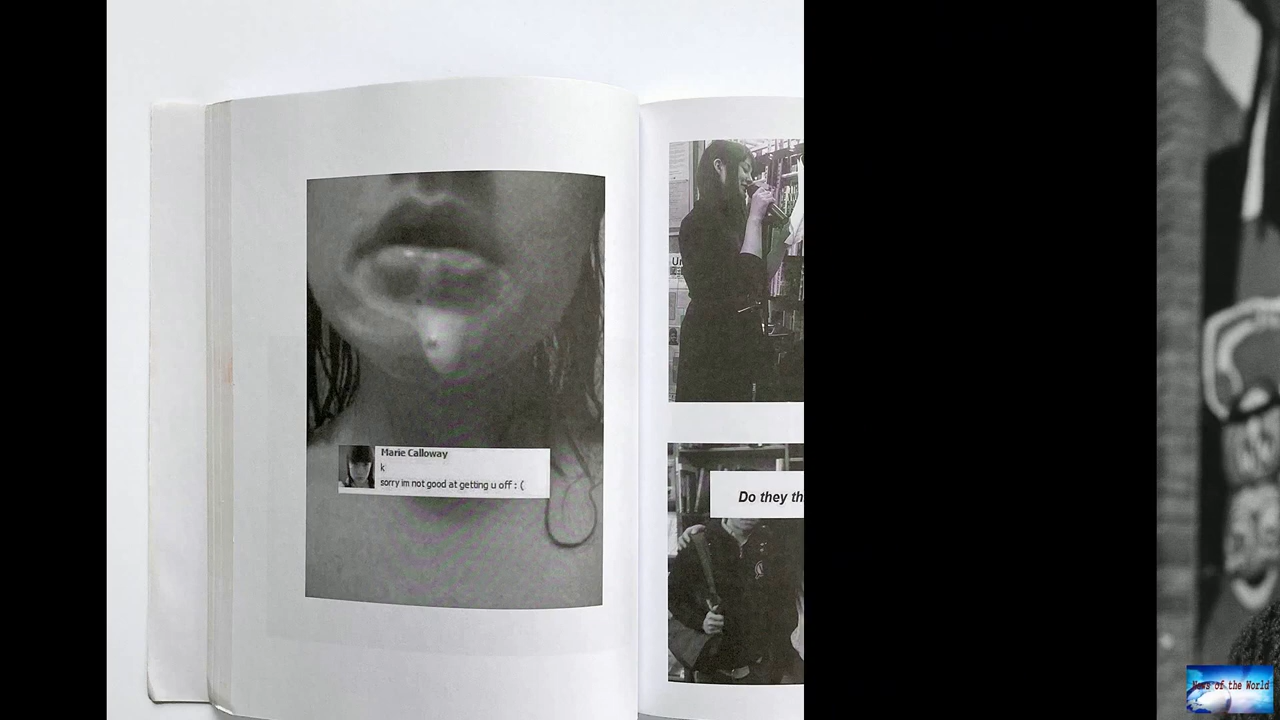 Marie Calloway
k
sorry im not good at getting u off : (
Do they th
News of the World